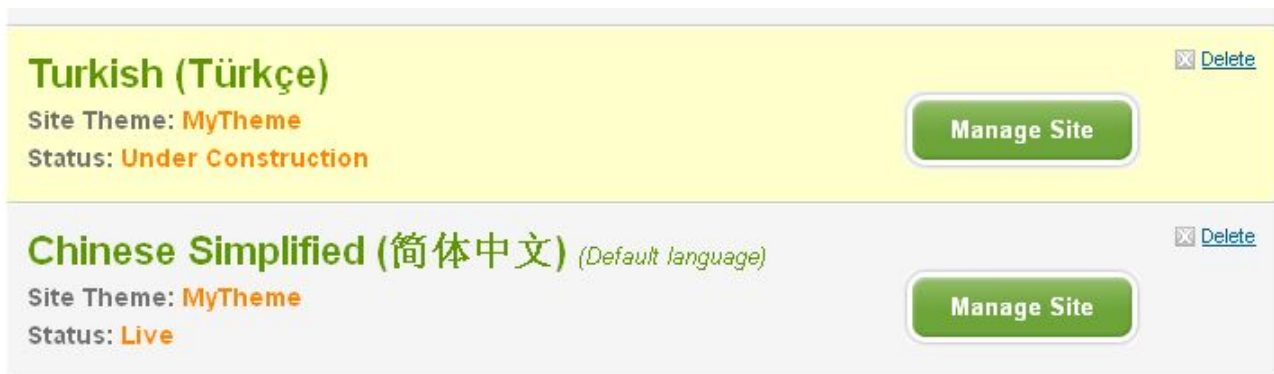 Turkish (Türkçe)
Delete
Site Theme: MyTheme
Manage Site
Status: Under Construction
Chinese Simplified (简体中文) (Default language)
Delete
Site Theme: MyTheme
Manage Site
Status: Live